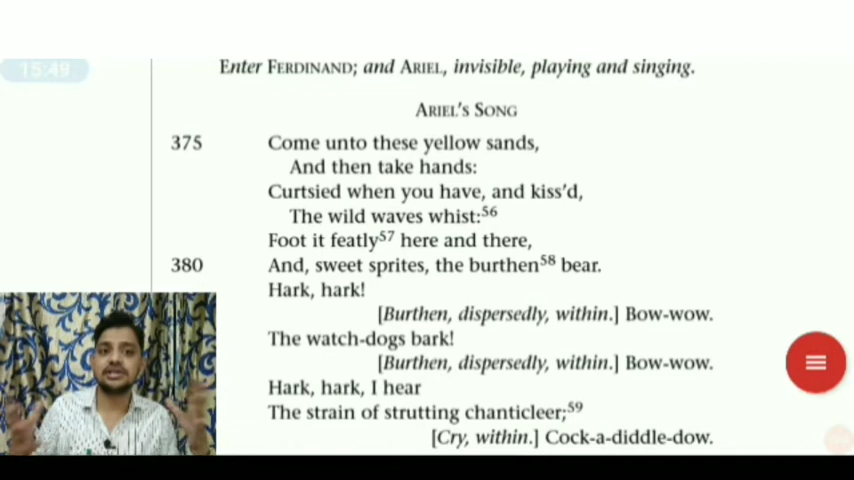 15:49
Enter FERDINAND; and ARIEL, invisible, playing and singing.
ARIEL'S SONG
375 Come unto these yellow sands,
And then take hands:
Curtsied when you have, and kiss'd,
The wild waves whist:56
Foot it featly57 here and there,
380 And, sweet sprites, the burthen58 bear.
Hark, hark!
[Burthen, dispersedly, within.] Bow-wow.
The watch-dogs bark!
[Burthen, dispersedly, within.] Bow-wow.
Hark, hark, I hear
The strain of strutting chanticleer;59
[Cry, within.] Cock-a-diddle-dow.